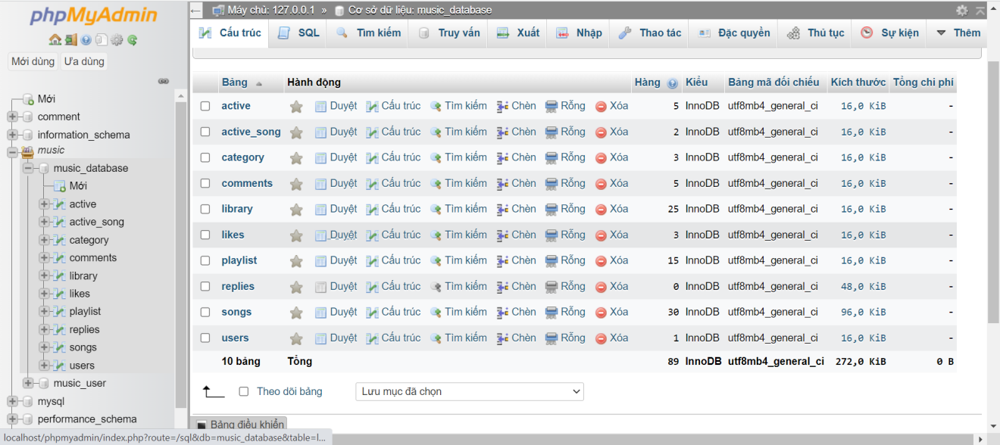 phpMyAdmin
Mới dùng Ưa dùng
Mới
comment
information_schema
music
music_database
Mới
active
active_song
category
comments
library
likes
playlist
replies
songs
users
music_user
mysql
performance_schema
Máy chủ: 127.0.0.1 » Cơ sở dữ liệu: music_database
Cấu trúc SQL Tìm kiếm Truy vấn Xuất Nhập Thao tác Đặc quyền Thủ tục Sự kiện Thêm
Bảng Hành động Hàng Kiểu Bảng mã đối chiếu Kích thước Tổng chi phí
active Duyệt Cấu trúc Tìm kiếm Chèn Rỗng Xóa 5 InnoDB utf8mb4_general_ci 16,0 KiB -
active_song Duyệt Cấu trúc Tìm kiếm Chèn Rỗng Xóa 2 InnoDB utf8mb4_general_ci 16,0 KiB -
category Duyệt Cấu trúc Tìm kiếm Chèn Rỗng Xóa 3 InnoDB utf8mb4_general_ci 16,0 KiB -
comments Duyệt Cấu trúc Tìm kiếm Chèn Rỗng Xóa 5 InnoDB utf8mb4_general_ci 16,0 KiB -
library Duyệt Cấu trúc Tìm kiếm Chèn Rỗng Xóa 25 InnoDB utf8mb4_general_ci 16,0 KiB -
likes Duyệt Cấu trúc Tìm kiếm Chèn Rỗng Xóa 3 InnoDB utf8mb4_general_ci 16,0 KiB -
playlist Duyệt Cấu trúc Tìm kiếm Chèn Rỗng Xóa 15 InnoDB utf8mb4_general_ci 16,0 KiB -
replies Duyệt Cấu trúc Tìm kiếm Chèn Rỗng Xóa 0 InnoDB utf8mb4_general_ci 48,0 KiB -
songs Duyệt Cấu trúc Tìm kiếm Chèn Rỗng Xóa 30 InnoDB utf8mb4_general_ci 96,0 KiB -
users Duyệt Cấu trúc Tìm kiếm Chèn Rỗng Xóa 1 InnoDB utf8mb4_general_ci 16,0 KiB -
10 bảng Tổng 89 InnoDB utf8mb4_general_ci 272,0 KiB 0 B
Theo dõi bảng Lưu mục đã chọn
Bảng điều khiển
localhost/phpmyadmin/index.php?route=/sql&db=music_database&table=l...